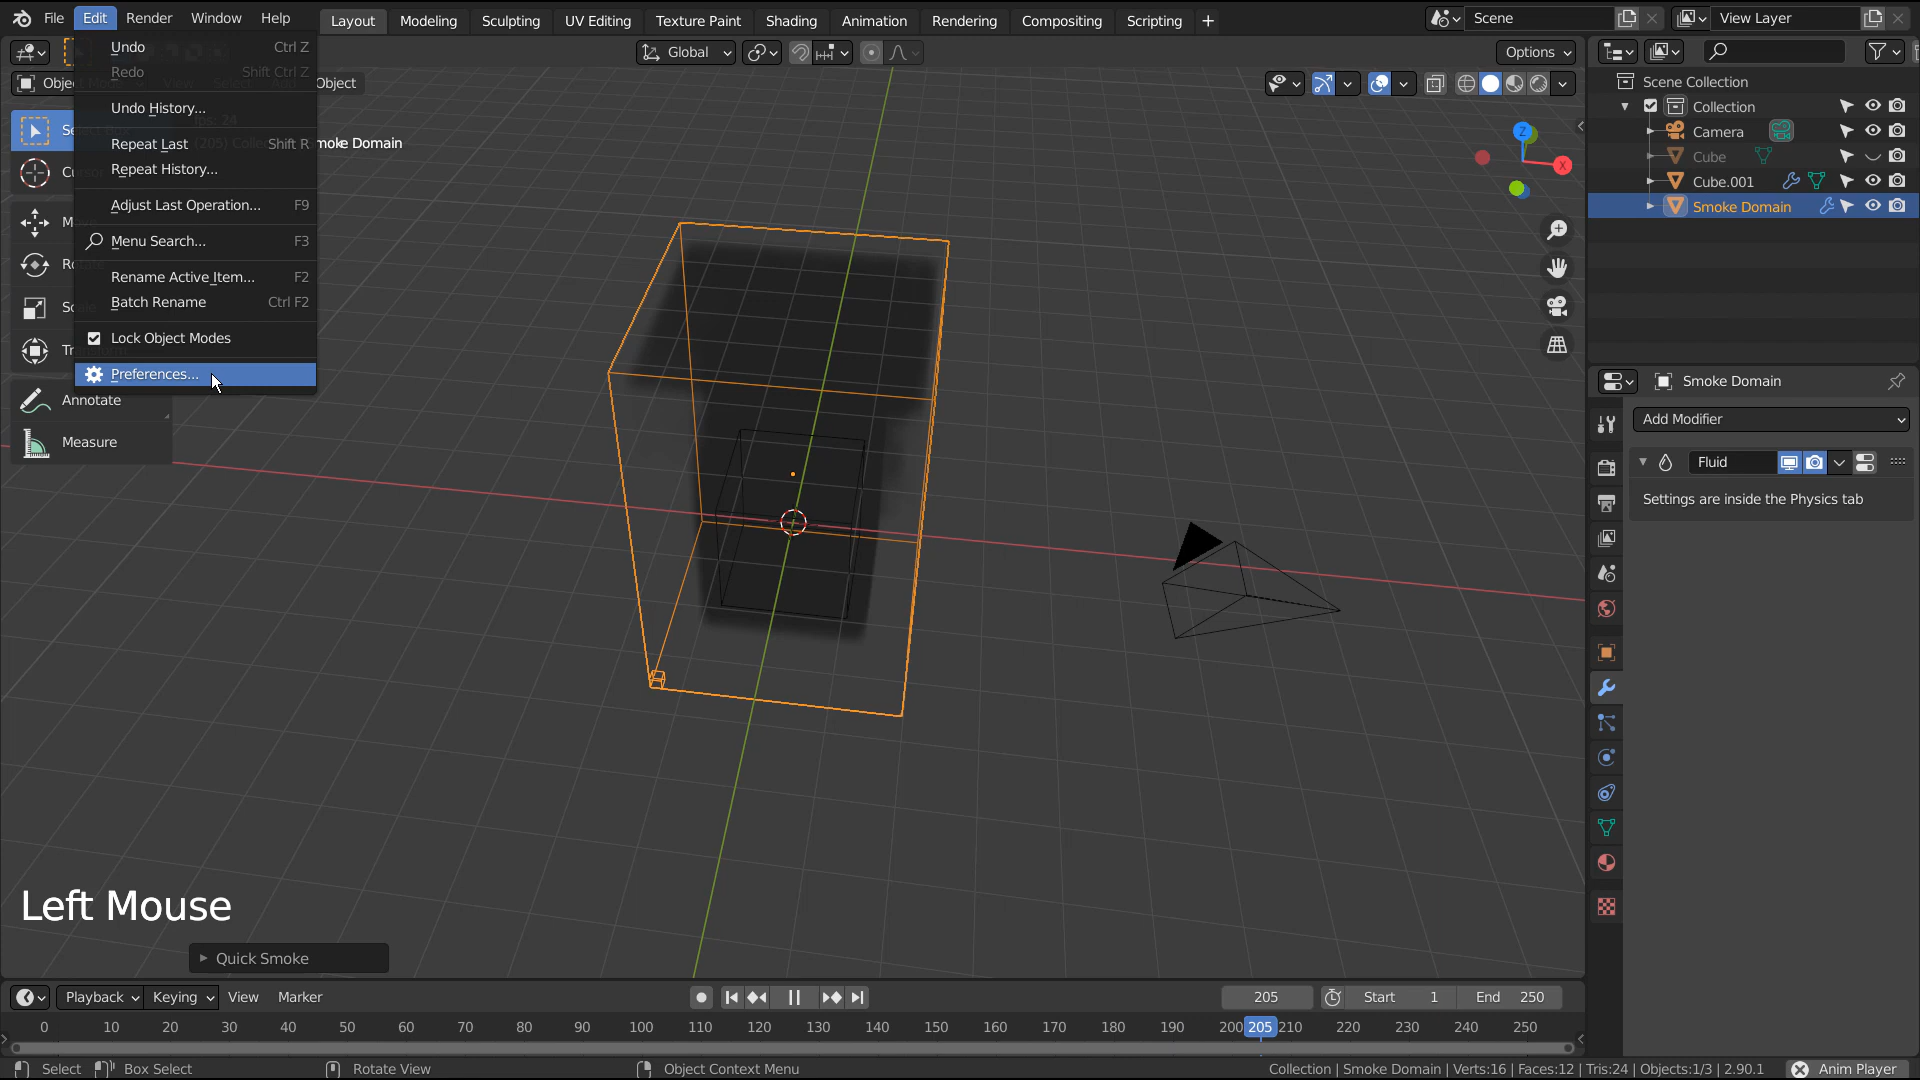 File Edit Render Window Help Layout Modeling Sculpting UV Editing Texture Paint Shading Animation Rendering Compositing Scripting + Scene View Layer
Global Options
Undo Ctrl Z
Redo Shift Ctrl Z
Undo History...
Repeat Last Shift R
Repeat History...
Adjust Last Operation... F9
Menu Search... F3
Rename Active Item... F2
Batch Rename Ctrl F2
Lock Object Modes
Preferences...
Annotate
Measure
Object
moke Domain
Z
X
Scene Collection
Collection
Camera
Cube
Cube.001
Smoke Domain
Smoke Domain
Add Modifier
Fluid
Settings are inside the Physics tab
Left Mouse
Quick Smoke
Playback Keying View Marker 205 Start 1 End 250
0 10 20 30 40 50 60 70 80 90 100 110 120 130 140 150 160 170 180 190 200 205 210 220 230 240 250
Select Box Select Rotate View Object Context Menu Collection | Smoke Domain | Verts:16 | Faces:12 | Tris:24 | Objects:1/3 | 2.90.1 Anim Player